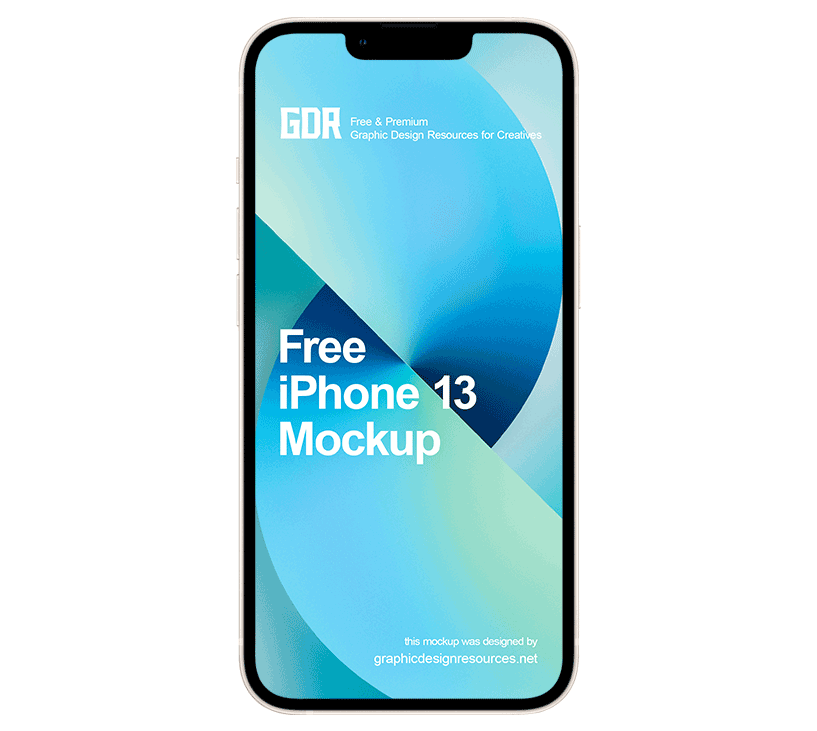 GDR
Free & Premium
Graphic Design Resources for Creatives
Free
iPhone 13
Mockup
this mockup was designed by
graphicdesignresources.net